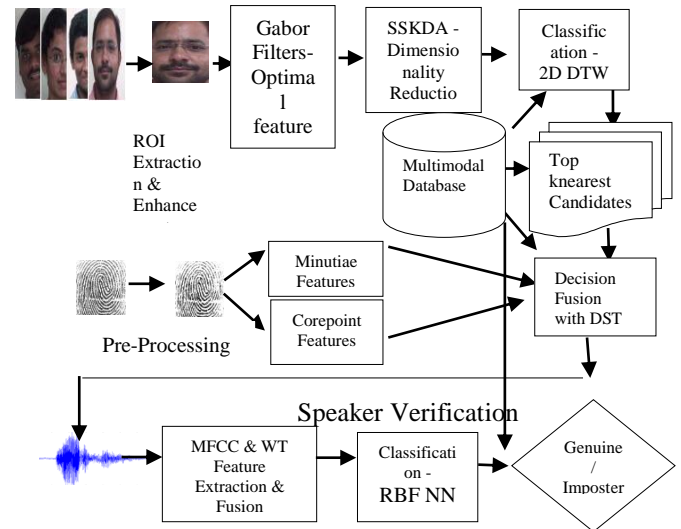 Gabor
Filters-
Optima
l
feature
SSKDA -
Dimensio
nality
Reductio
Classific
ation -
2D DTW
ROI
Extractio
n &
Enhance
Multimodal
Database
Top
knearest
Candidates
Minutiae
Features
Corepoint
Features
Decision
Fusion
with DST
Pre-Processing
Speaker Verification
MFCC & WT
Feature
Extraction &
Fusion
Classificati
on -
RBF NN
Genuine
/
Imposter